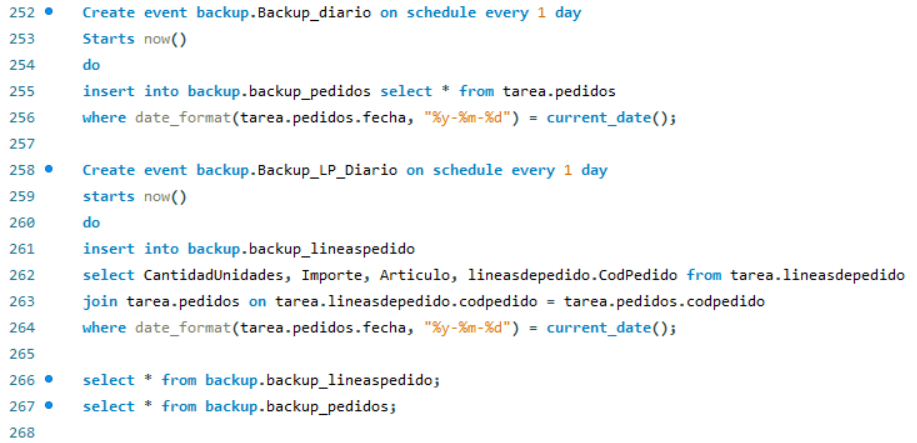 252 Create event backup.Backup_diario on schedule every 1 day
253 Starts now()
254 do
255 insert into backup.backup_pedidos select * from tarea.pedidos
256 where date_format(tarea.pedidos.fecha, "%y-%m-%d") = current_date();
257
258 Create event backup.Backup_LP_Diario on schedule every 1 day
259 starts now()
260 do
261 insert into backup.backup_lineaspedido
262 select CantidadUnidades, Importe, Articulo, lineasdepedido.CodPedido from tarea.lineasdepedido
263 join tarea.pedidos on tarea.lineasdepedido.codpedido = tarea.pedidos.codpedido
264 where date_format(tarea.pedidos.fecha, "%y-%m-%d") = current_date();
265
266 select * from backup.backup_lineaspedido;
267 select * from backup.backup_pedidos;
268